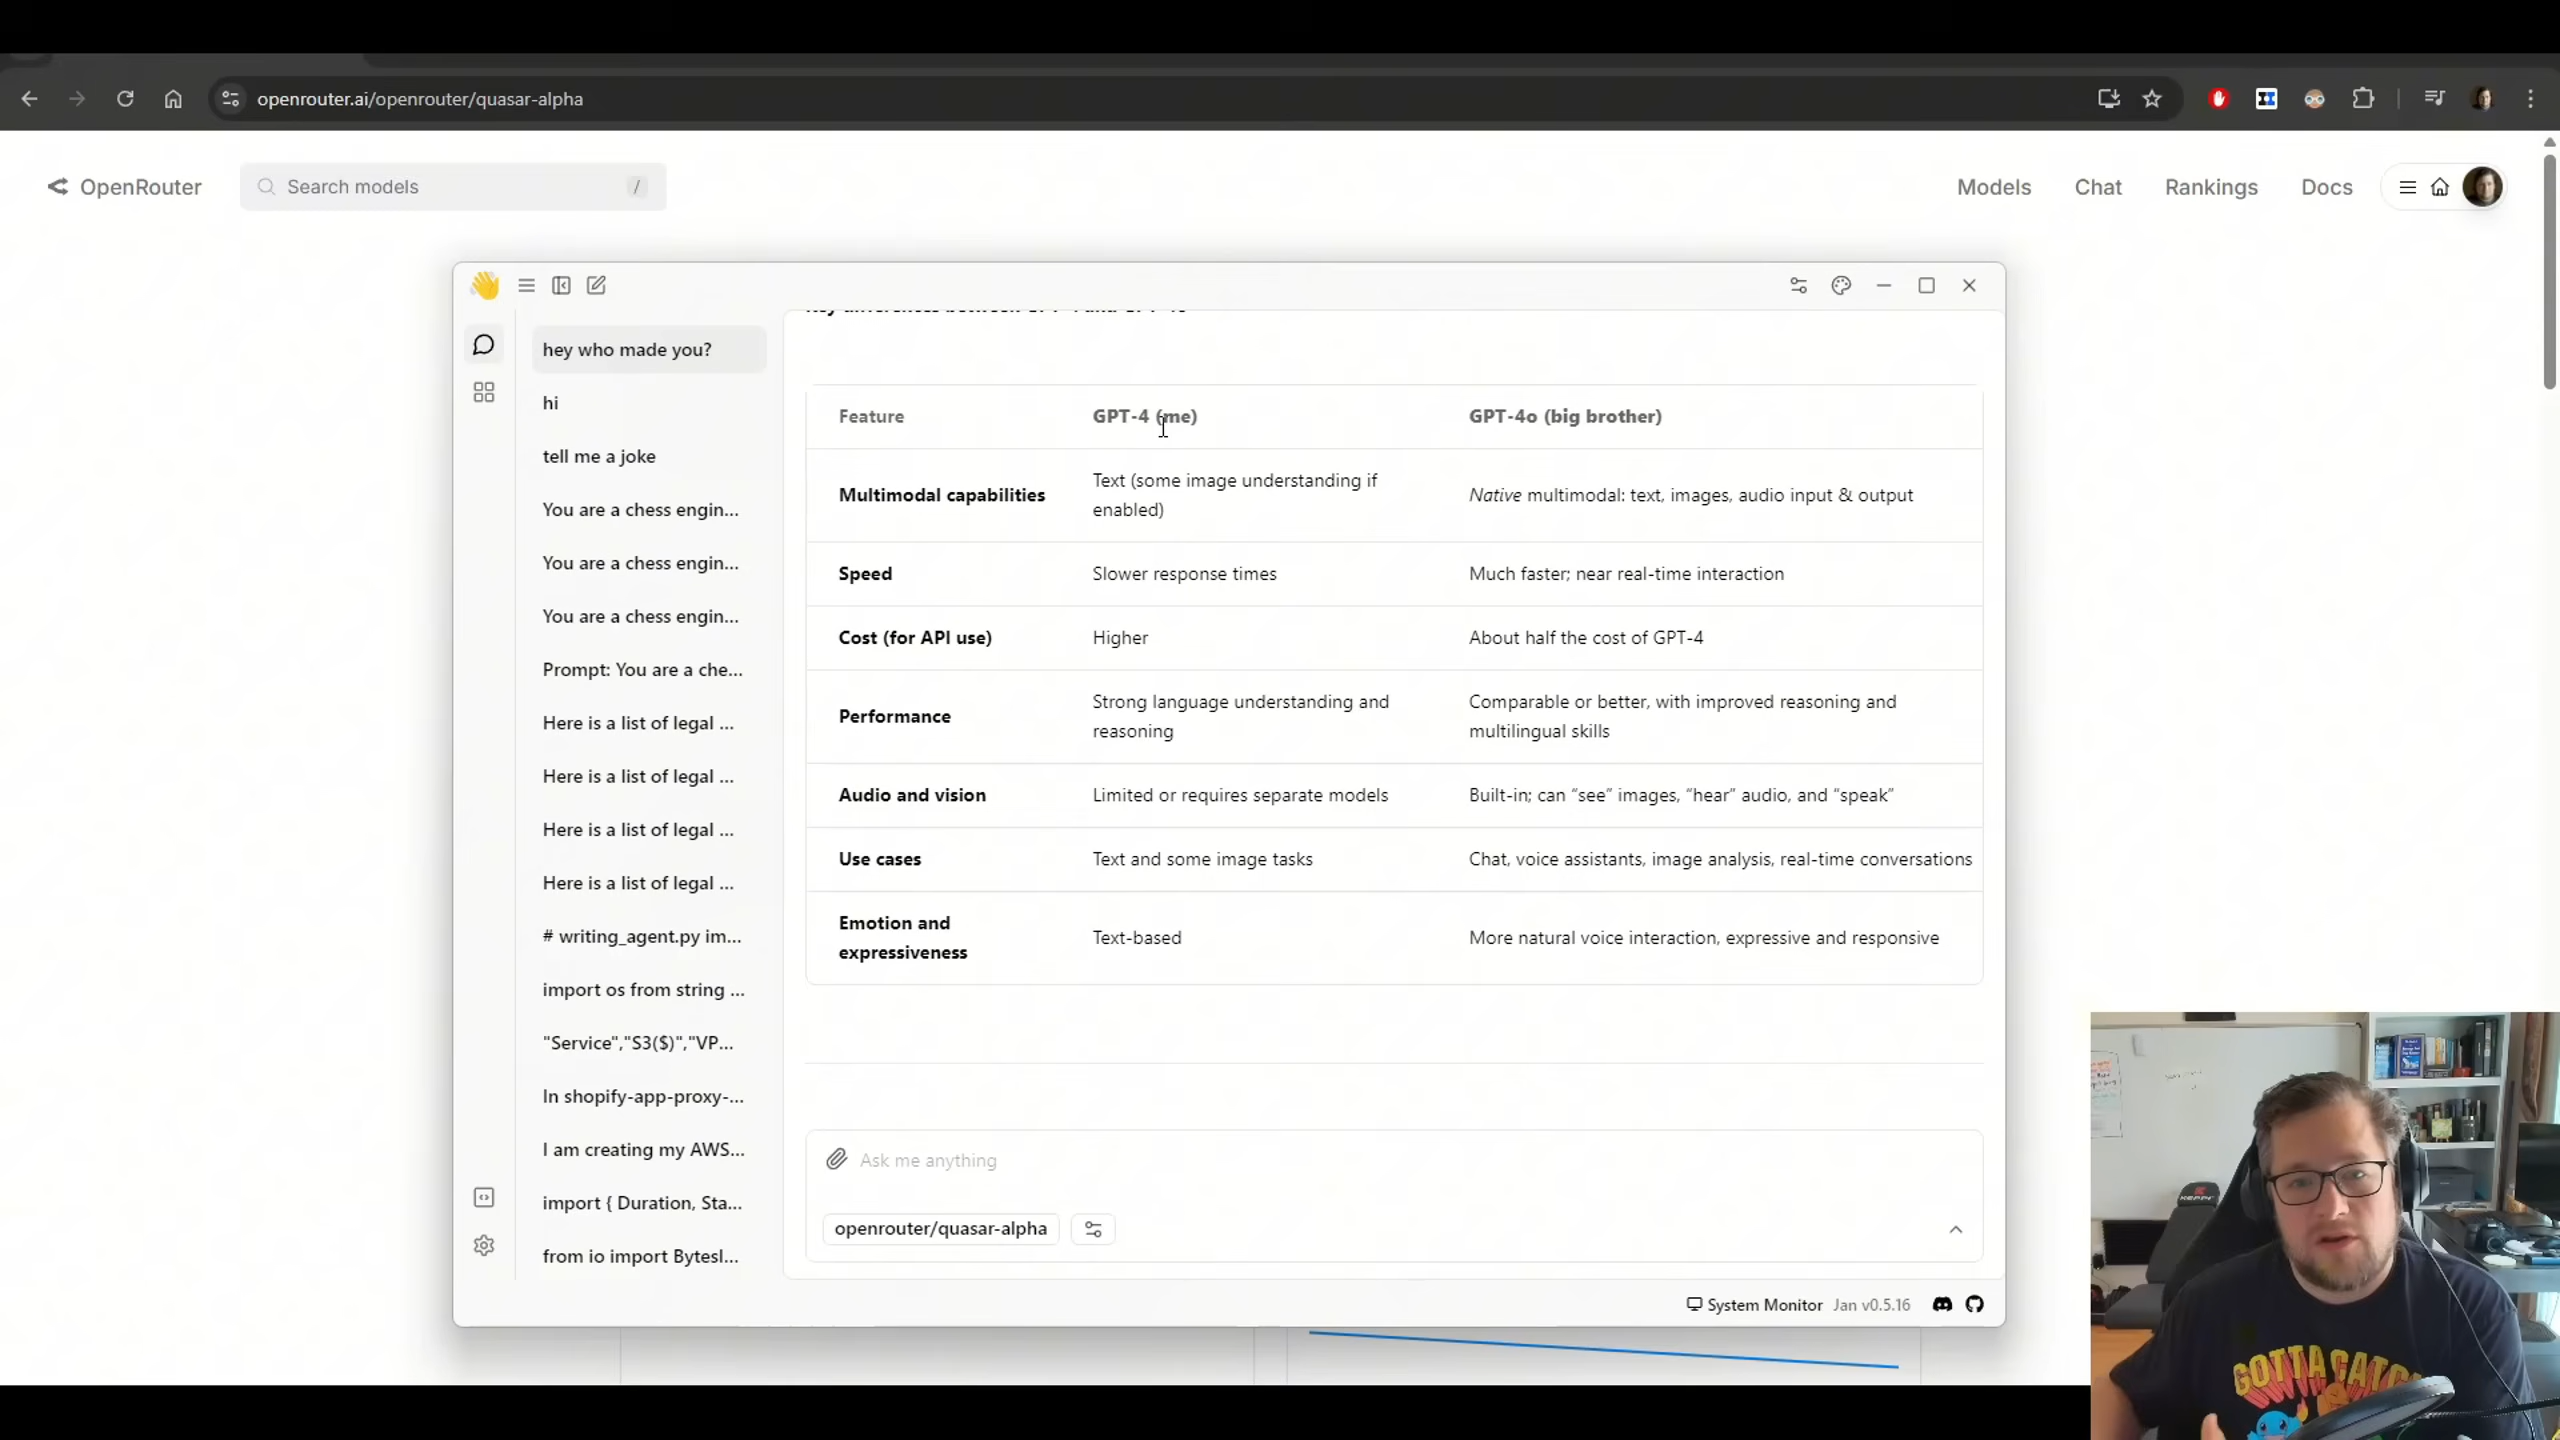 openrouter.ai/openrouter/quasar-alpha
OpenRouter
Search models
/
Models
Chat
Rankings
Docs
hey who made you?
hi
tell me a joke
You are a chess engin...
You are a chess engin...
You are a chess engin...
Prompt: You are a che...
Here is a list of legal ...
Here is a list of legal ...
Here is a list of legal ...
Here is a list of legal ...
# writing_agent.py im...
import os from string ...
"Service","S3($)","VP...
In shopify-app-proxy-...
I am creating my AWS...
import { Duration, Sta...
from io import Bytesl...
Feature
GPT-4 (me)
GPT-4o (big brother)
Multimodal capabilities
Text (some image understanding if
enabled)
Native multimodal: text, images, audio input & output
Speed
Slower response times
Much faster; near real-time interaction
Cost (for API use)
Higher
About half the cost of GPT-4
Performance
Strong language understanding and
reasoning
Comparable or better, with improved reasoning and
multilingual skills
Audio and vision
Limited or requires separate models
Built-in; can “see” images, “hear” audio, and “speak”
Use cases
Text and some image tasks
Chat, voice assistants, image analysis, real-time conversations
Emotion and
expressiveness
Text-based
More natural voice interaction, expressive and responsive
Ask me anything
openrouter/quasar-alpha
System Monitor
Jan v0.5.16
GOTTA CATCH